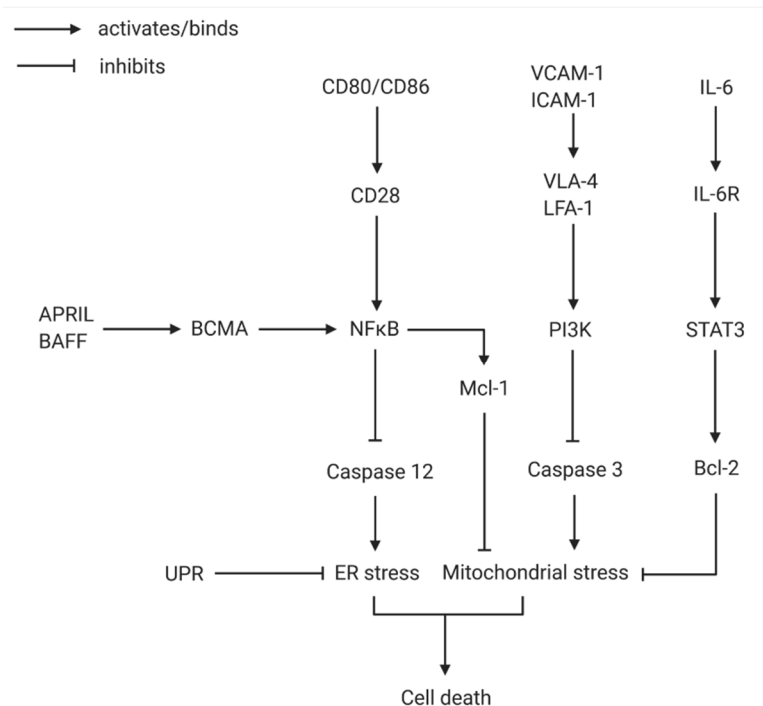 activates/binds
inhibits
CD80/CD86
VCAM-1
ICAM-1
IL-6
CD28
VLA-4
LFA-1
IL-6R
APRIL
BAFF
BCMA
NFκB
PI3K
STAT3
Mcl-1
Caspase 12
Caspase 3
Bcl-2
UPR
ER stress
Mitochondrial stress
Cell death